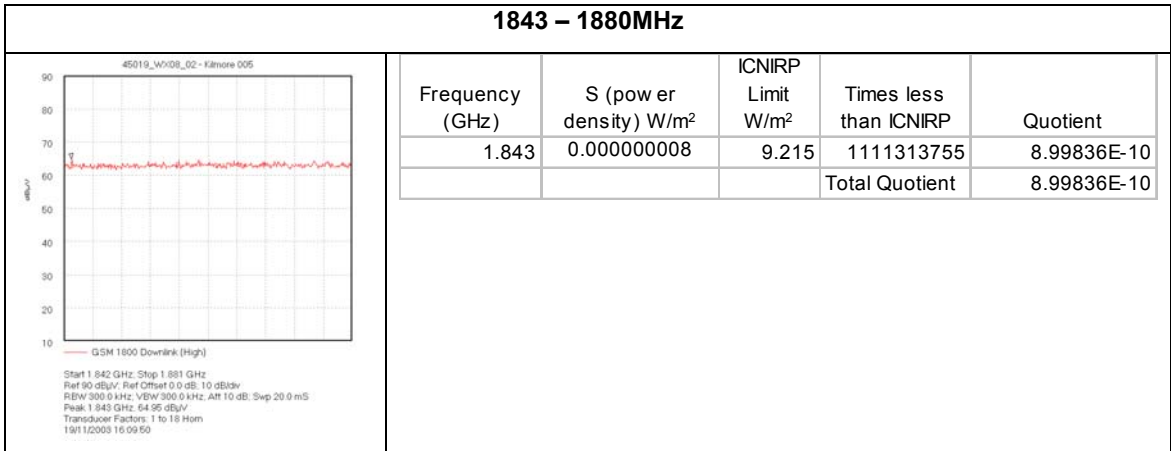 1843 – 1880MHz
45019_WX08_02 - Kilmore 005
90
80
70
60
50
40
30
20
10
dBµV
GSM 1800 Downlink (High)
Start 1.842 GHz; Stop 1.881 GHz
Ref 90 dBµV; Ref Offset 0.0 dB; 10 dB/div
RBW 300.0 kHz; VBW 300.0 kHz; Att 10 dB; Swp 20.0 mS
Peak 1.843 GHz, 64.95 dBµV
Transducer Factors: 1 to 18 Horn
19/11/2003 16:09:50
Frequency (GHz) S (pow er density) W/m² ICNIRP Limit W/m² Times less than ICNIRP Quotient
1.843 0.000000008 9.215 1111313755 8.99836E-10
Total Quotient 8.99836E-10